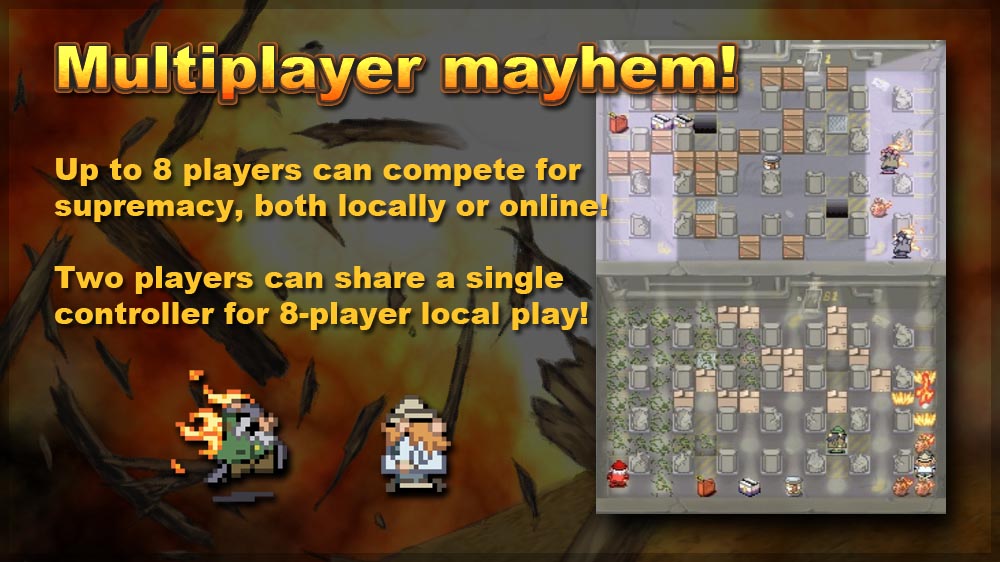 Multiplayer mayhem!
Up to 8 players can compete for
supremacy, both locally or online!
Two players can share a single
controller for 8-player local play!